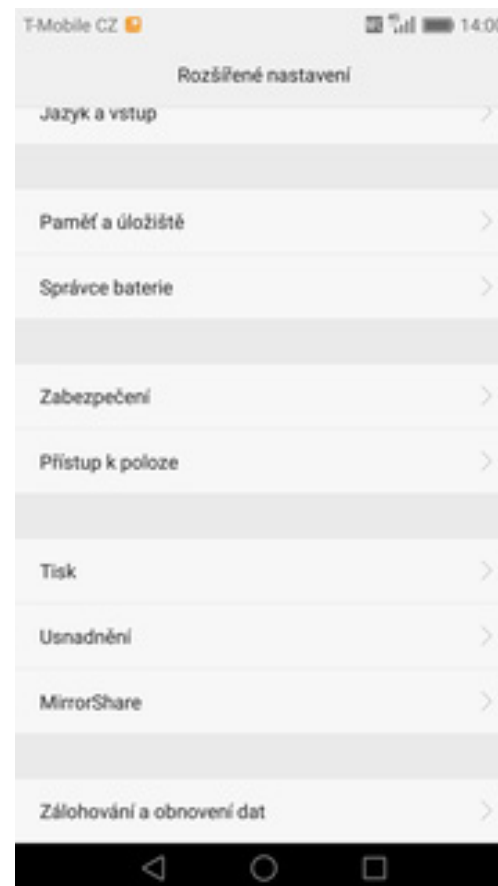 T-Mobile CZ 14:00
Rozšířené nastavení
Jazyk a vstup
Paměť a úložiště
Správce baterie
Zabezpečení
Přístup k poloze
Tisk
Usnadnění
MirrorShare
Zálohování a obnovení dat